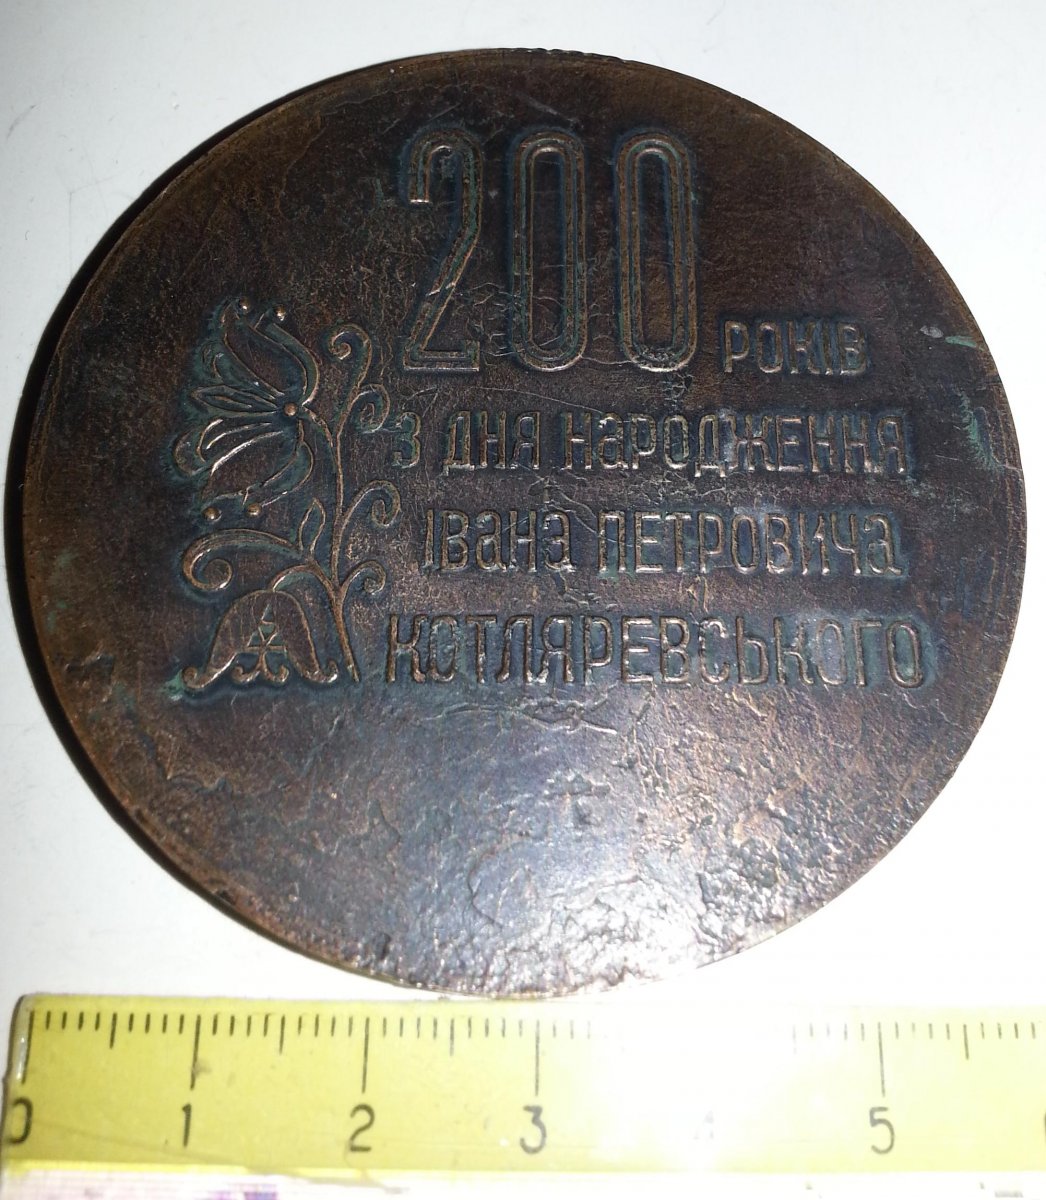 200 РОКІВ
З ДНЯ НАРОДЖЕННЯ
ІВАНА ПЕТРОВИЧА
КОТЛЯРЕВСЬКОГО
0 1 2 3 4 5